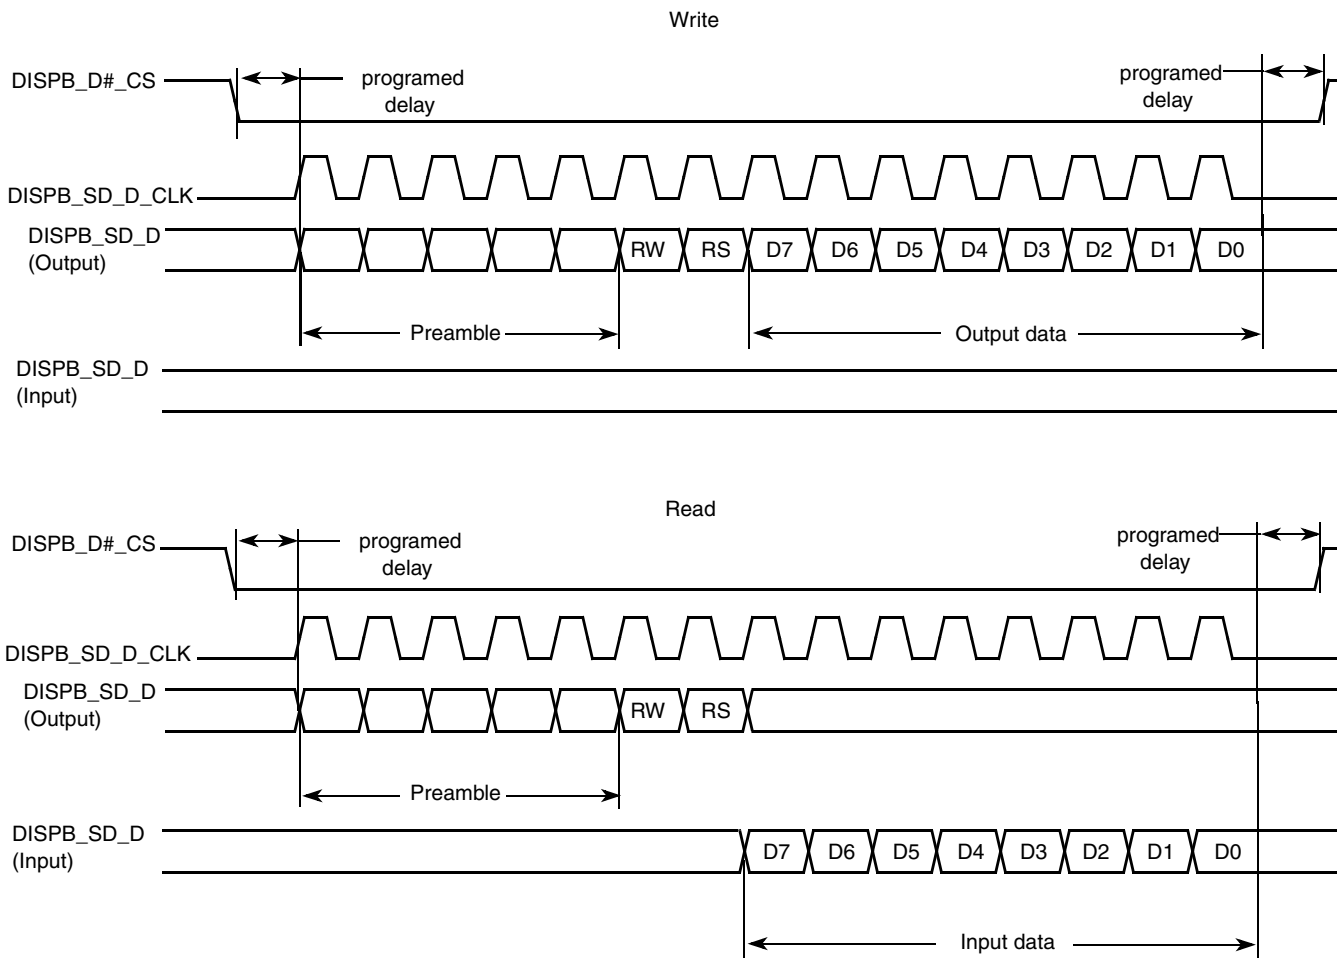 Write
DISPB_D#_CS
programed
delay
programed
delay
DISPB_SD_D_CLK
DISPB_SD_D
(Output)
RW RS D7 D6 D5 D4 D3 D2 D1 D0
Preamble
Output data
DISPB_SD_D
(Input)
Read
DISPB_D#_CS
programed
delay
programed
delay
DISPB_SD_D_CLK
DISPB_SD_D
(Output)
RW RS
Preamble
DISPB_SD_D
(Input)
D7 D6 D5 D4 D3 D2 D1 D0
Input data